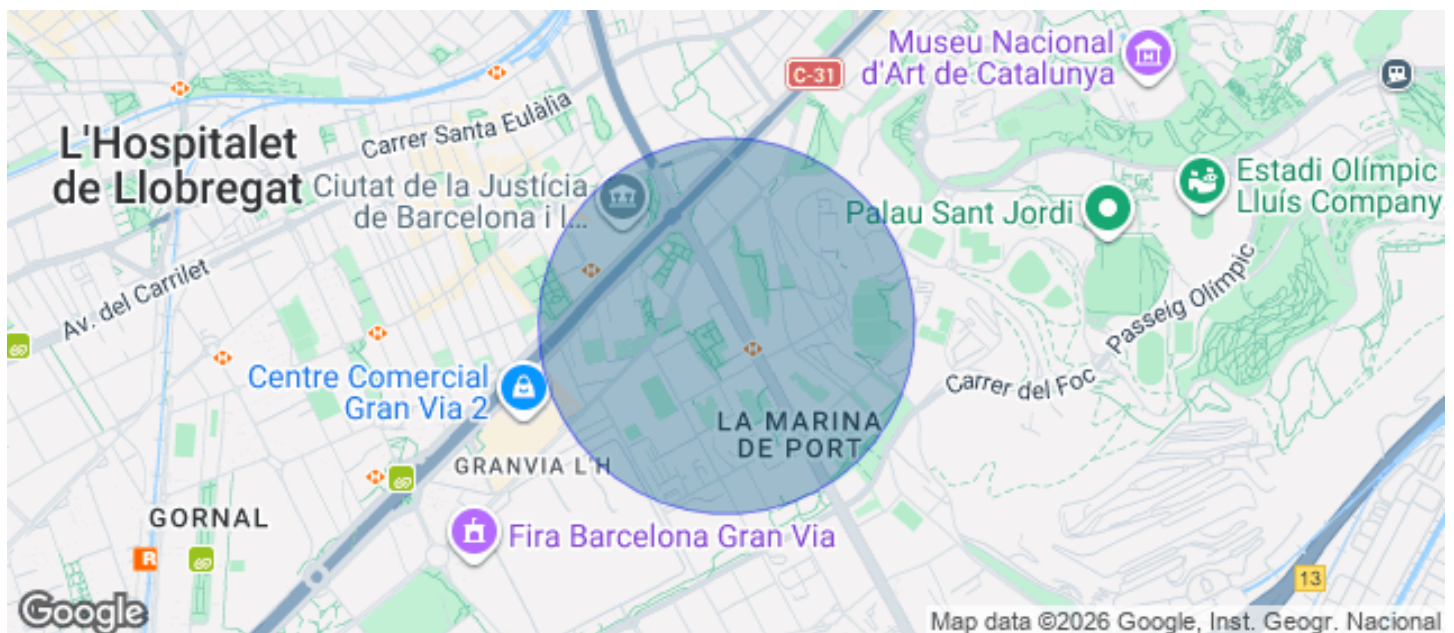 Museu Nacional
d'Art de Catalunya
C-31
Carrer Santa Eulàlia
L'Hospitalet
de Llobregat
Ciutat de la Justícia
de Barcelona i l...
Estadi Olímpic
Lluís Company
Palau Sant Jordi
Av. del Carrilet
Passeig Olímpic
Centre Comercial
Gran Via 2
Carrer del Foc
LA MARINA
DE PORT
GRANVIA L'H
GORNAL
Fira Barcelona Gran Via
R
13
Google
Map data ©2026 Google, Inst. Geogr. Nacional